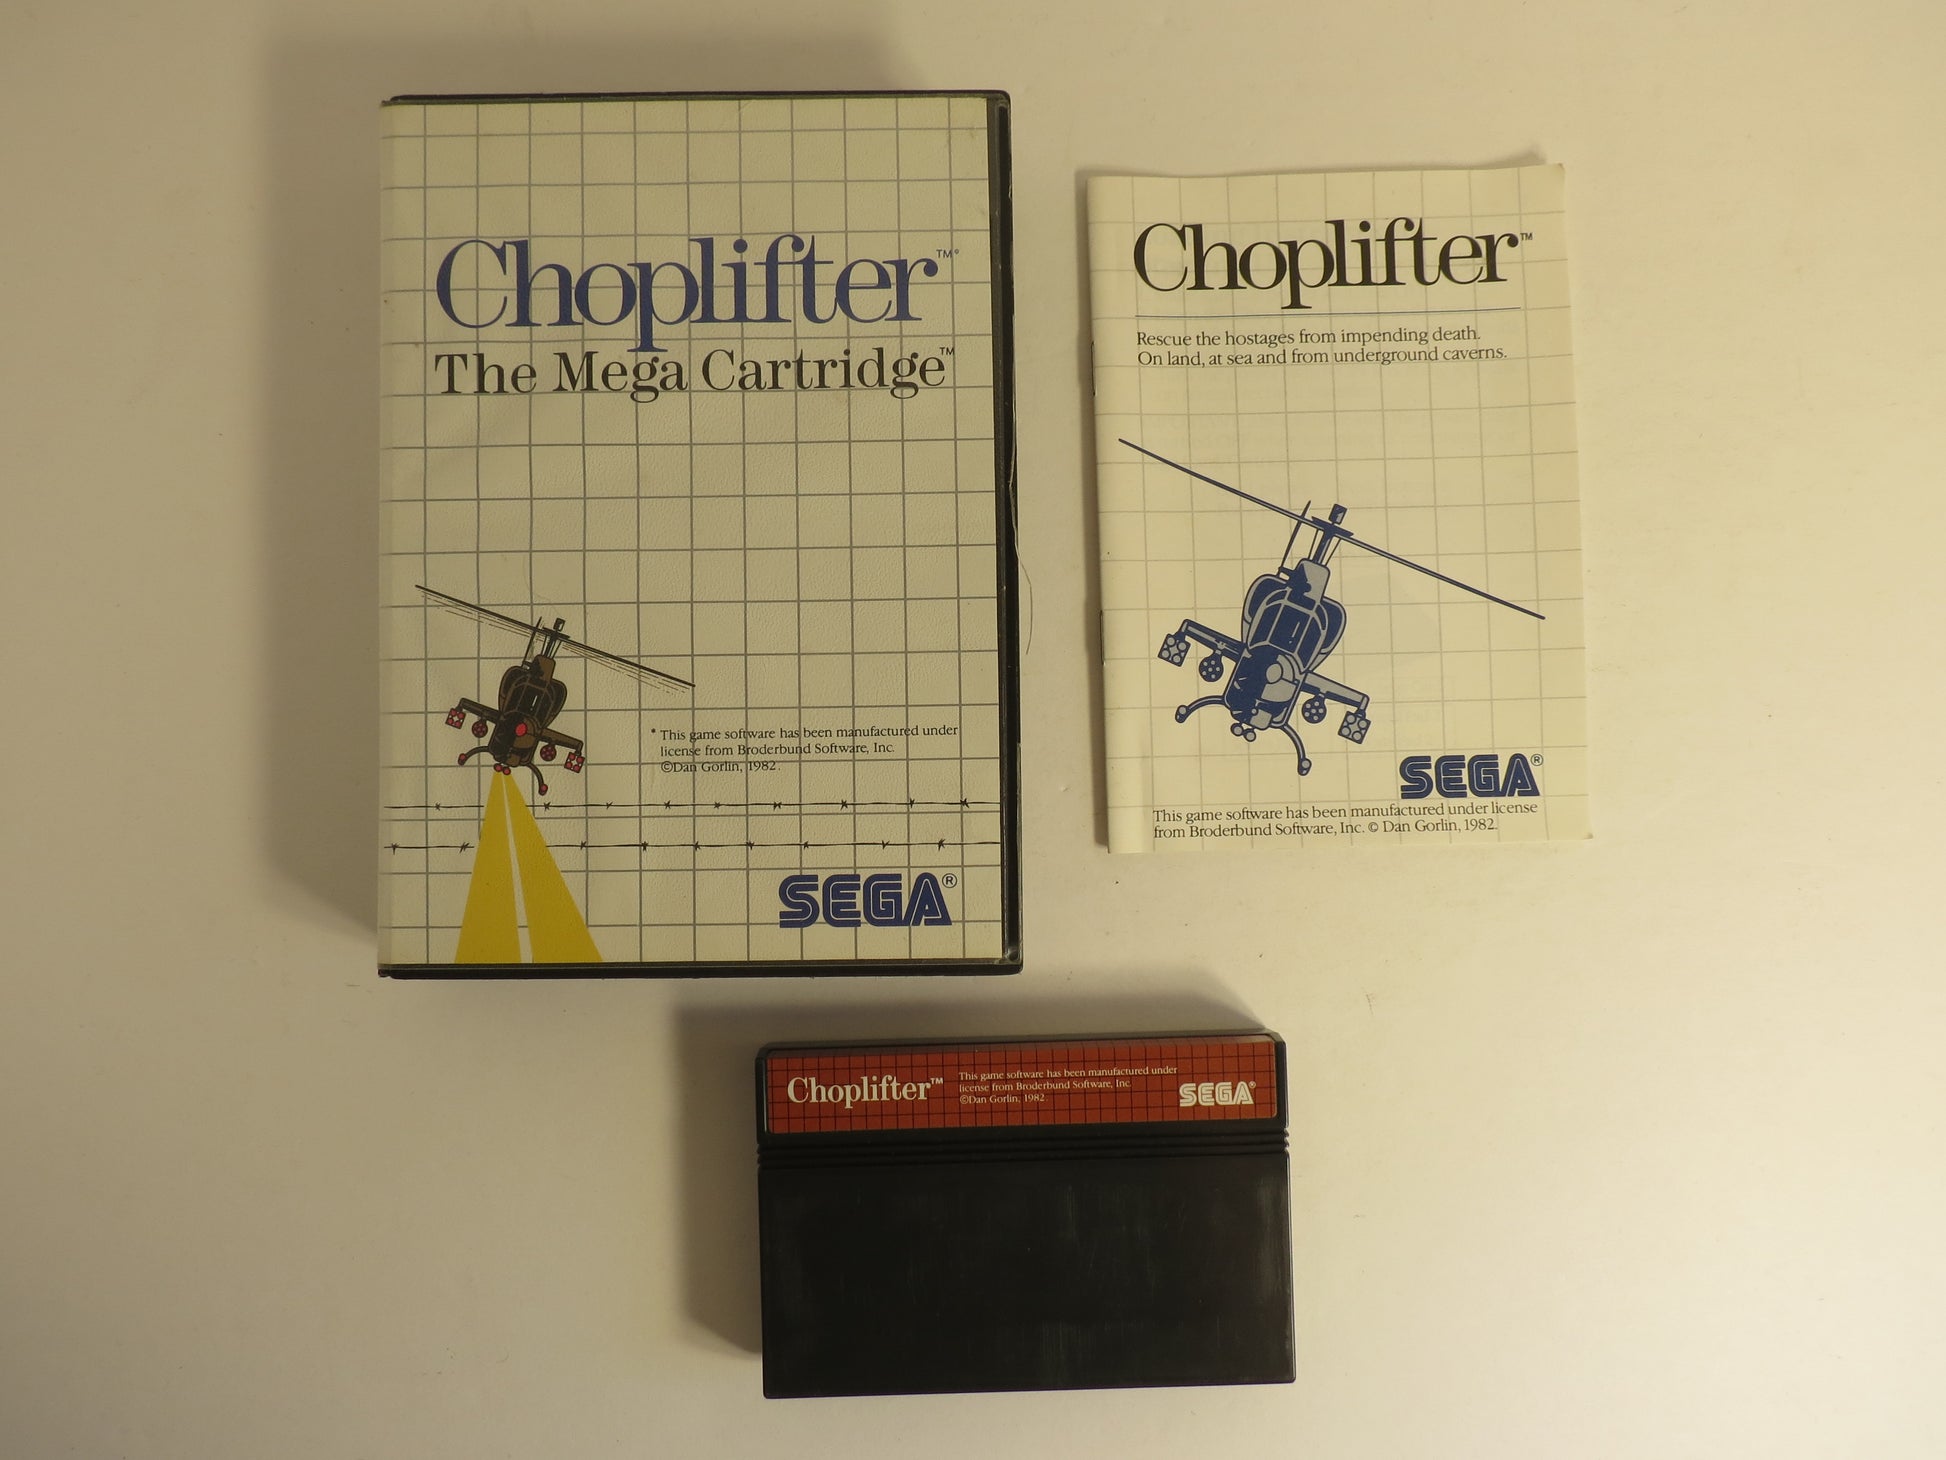 Choplifter™*
The Mega Cartridge™
* This game software has been manufactured under
license from Broderbund Software, Inc.
©Dan Gorlin, 1982.
SEGA®
Choplifter™
Rescue the hostages from impending death.
On land, at sea and from underground caverns.
SEGA®
This game software has been manufactured under license
from Broderbund Software, Inc. © Dan Gorlin, 1982.
Choplifter™
This game software has been manufactured under
license from Broderbund Software, Inc.
©Dan Gorlin, 1982
SEGA®